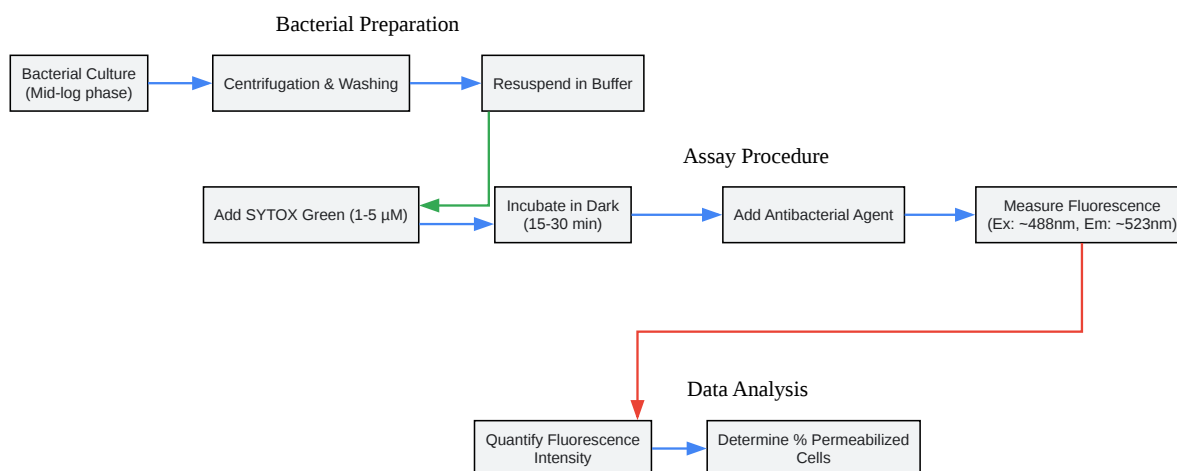 Bacterial Preparation
Bacterial Culture
(Mid-log phase)
Centrifugation & Washing
Resuspend in Buffer
Assay Procedure
Add SYTOX Green (1-5 µM)
Incubate in Dark
(15-30 min)
Add Antibacterial Agent
Measure Fluorescence
(Ex: ~488nm, Em: ~523nm)
Data Analysis
Quantify Fluorescence
Intensity
Determine % Permeabilized
Cells